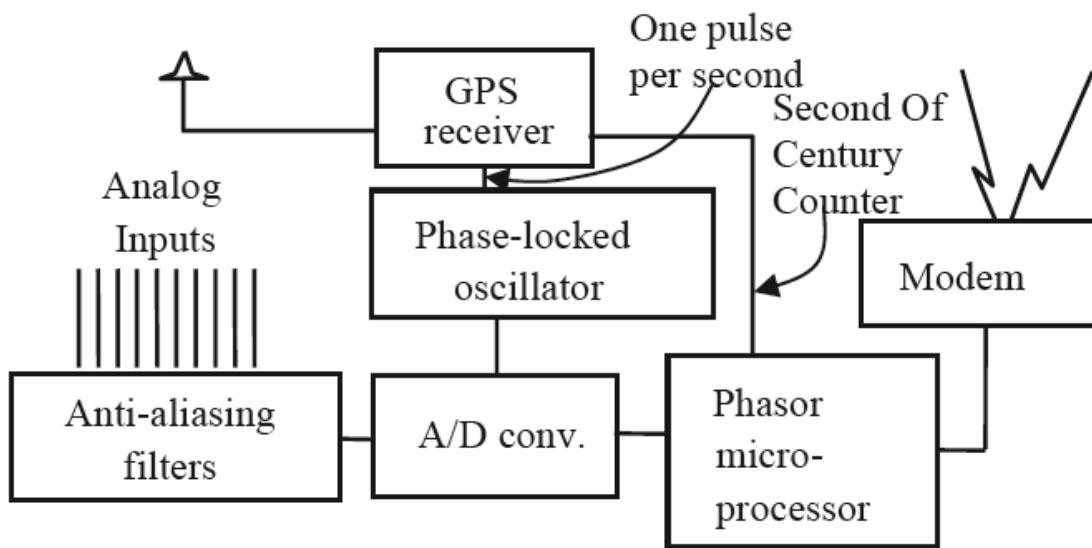 One pulse
per second
GPS
receiver
Second Of
Century
Counter
Analog
Inputs
Phase-locked
oscillator
Modem
Anti-aliasing
filters
A/D conv.
Phasor
micro-
processor